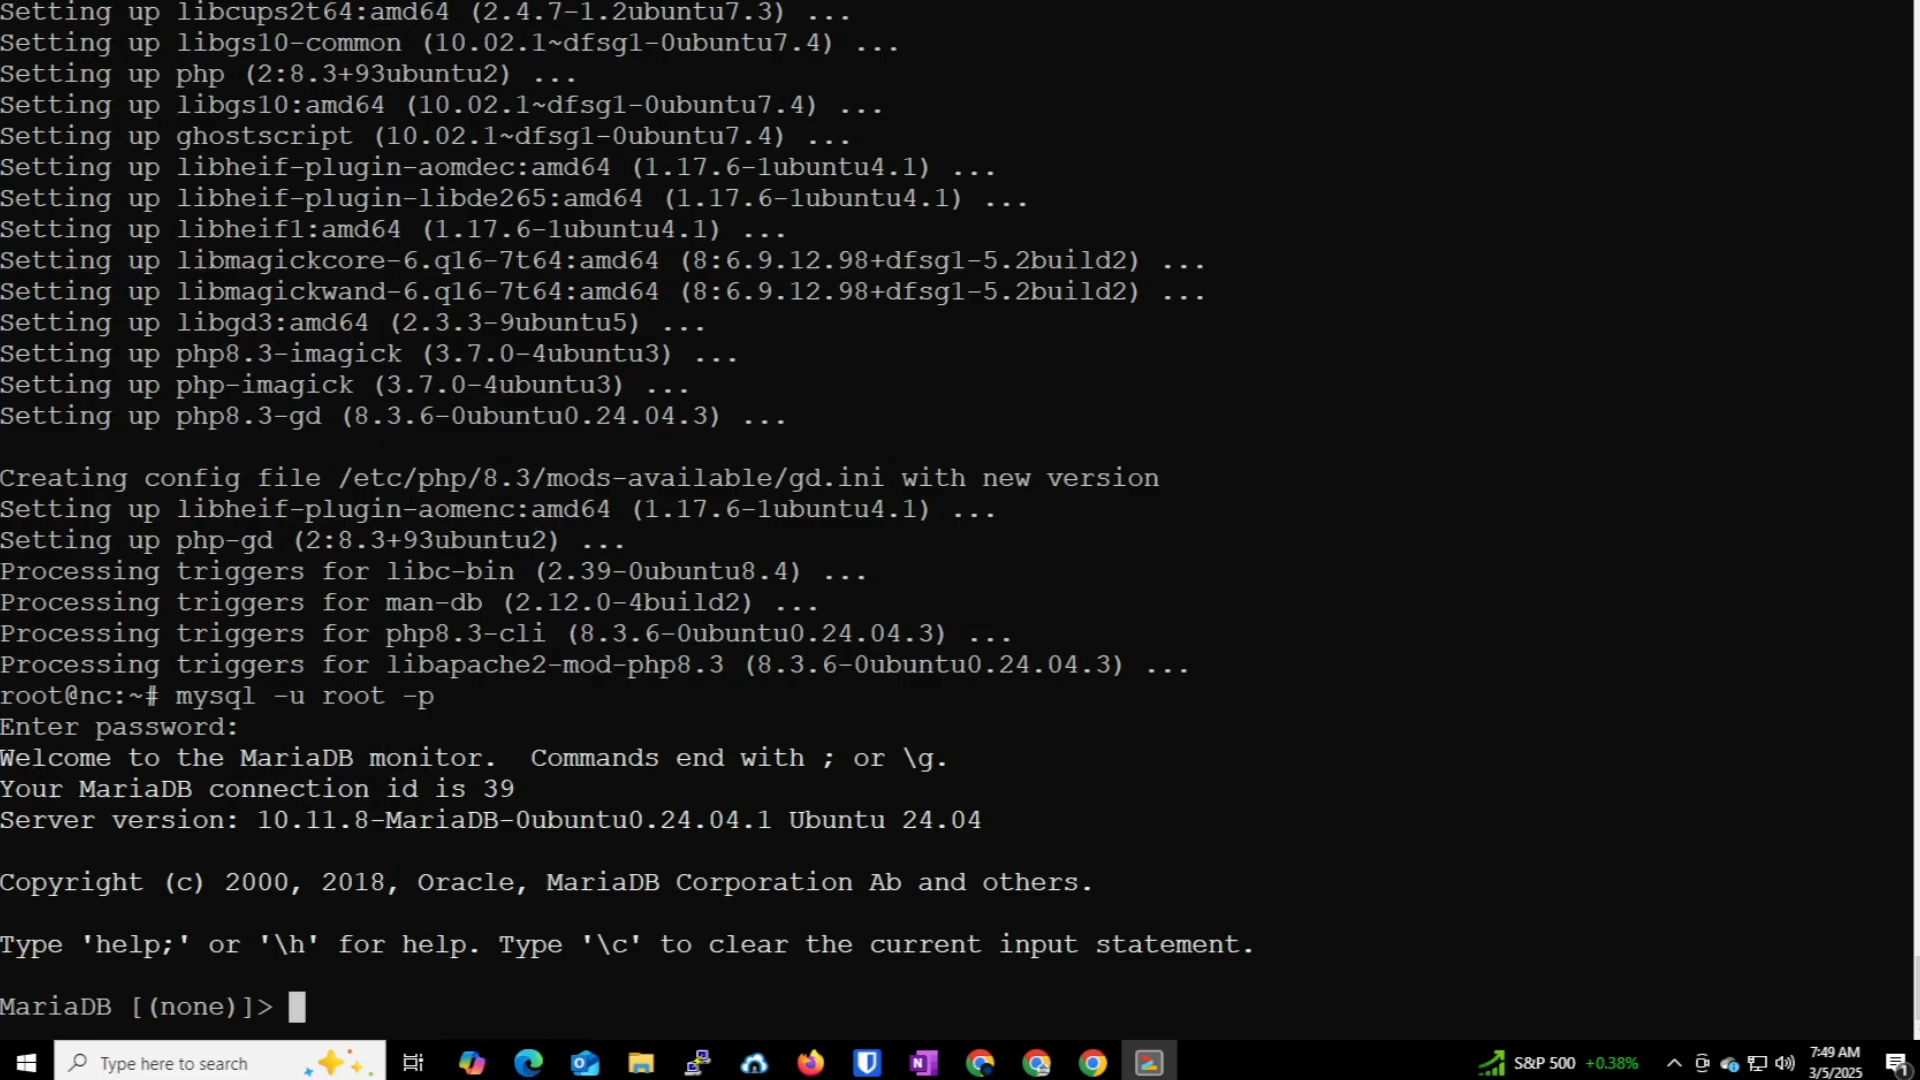 Setting up libcups2t64:amd64 (2.4.7-1.2ubuntu7.3) ...
Setting up libgs10-common (10.02.1~dfsg1-0ubuntu7.4) ...
Setting up php (2:8.3+93ubuntu2) ...
Setting up libgs10:amd64 (10.02.1~dfsg1-0ubuntu7.4) ...
Setting up ghostscript (10.02.1~dfsg1-0ubuntu7.4) ...
Setting up libheif-plugin-aomdec:amd64 (1.17.6-1ubuntu4.1) ...
Setting up libheif-plugin-libde265:amd64 (1.17.6-1ubuntu4.1) ...
Setting up libheif1:amd64 (1.17.6-1ubuntu4.1) ...
Setting up libmagickcore-6.q16-7t64:amd64 (8:6.9.12.98+dfsg1-5.2build2) ...
Setting up libmagickwand-6.q16-7t64:amd64 (8:6.9.12.98+dfsg1-5.2build2) ...
Setting up libgd3:amd64 (2.3.3-9ubuntu5) ...
Setting up php8.3-imagick (3.7.0-4ubuntu3) ...
Setting up php-imagick (3.7.0-4ubuntu3) ...
Setting up php8.3-gd (8.3.6-0ubuntu0.24.04.3) ...
Creating config file /etc/php/8.3/mods-available/gd.ini with new version
Setting up libheif-plugin-aomenc:amd64 (1.17.6-1ubuntu4.1) ...
Setting up php-gd (2:8.3+93ubuntu2) ...
Processing triggers for libc-bin (2.39-0ubuntu8.4) ...
Processing triggers for man-db (2.12.0-4build2) ...
Processing triggers for php8.3-cli (8.3.6-0ubuntu0.24.04.3) ...
Processing triggers for libapache2-mod-php8.3 (8.3.6-0ubuntu0.24.04.3) ...
root@nc:~# mysql -u root -p
Enter password:
Welcome to the MariaDB monitor.  Commands end with ; or \g.
Your MariaDB connection id is 39
Server version: 10.11.8-MariaDB-0ubuntu0.24.04.1 Ubuntu 24.04
Copyright (c) 2000, 2018, Oracle, MariaDB Corporation Ab and others.
Type 'help;' or '\h' for help. Type '\c' to clear the current input statement.
MariaDB [(none)]>
Type here to search
S&P 500 +0.38%
7:49 AM
3/5/2025